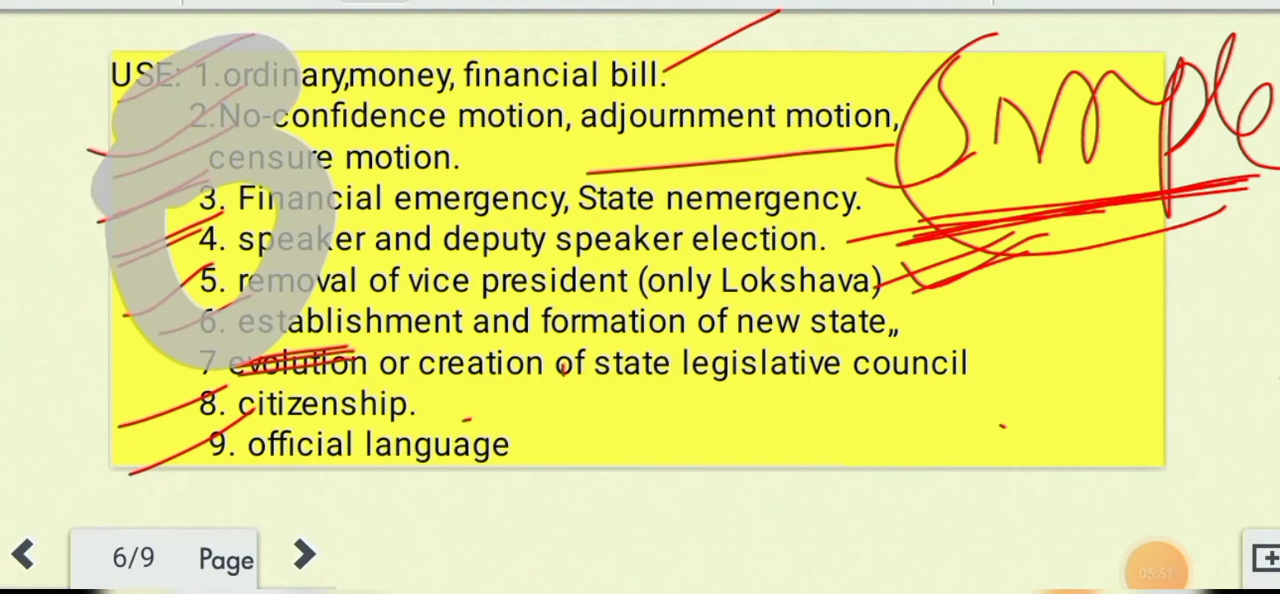 USE: 1.ordinary,money, financial bill.
2.No-confidence motion, adjournment motion,
censure motion.
3. Financial emergency, State nemergency.
4. speaker and deputy speaker election.
5. removal of vice president (only Lokshava)
6. establishment and formation of new state,,
7 evolution or creation of state legislative council
8. citizenship.
9. official language
Simple
6/9 Page
05:51